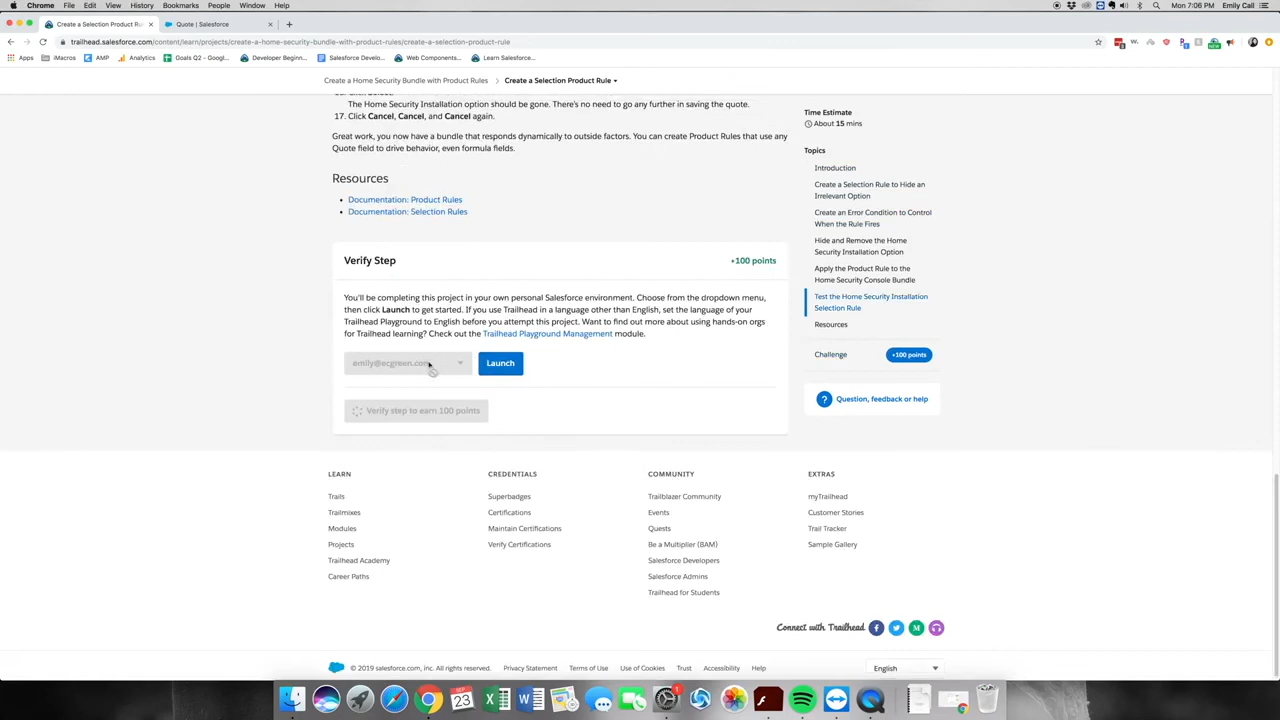 Chrome File Edit View History Bookmarks People Window Help
Mon 7:06 PM Emily Call
Create a Selection Product Ru
Quote | Salesforce
trailhead.salesforce.com/content/learn/projects/create-a-home-security-bundle-with-product-rules/create-a-selection-product-rule
Apps iMacros AMP Analytics Goals Q2 - Googl... Developer Beginn... Salesforce Develo... Web Components... Learn Salesforce...
Create a Home Security Bundle with Product Rules > Create a Selection Product Rule
The Home Security Installation option should be gone. There's no need to go any further in saving the quote.
17. Click Cancel, Cancel, and Cancel again.
Great work, you now have a bundle that responds dynamically to outside factors. You can create Product Rules that use any
Quote field to drive behavior, even formula fields.
Resources
• Documentation: Product Rules
• Documentation: Selection Rules
Verify Step
+100 points
You'll be completing this project in your own personal Salesforce environment. Choose from the dropdown menu,
then click Launch to get started. If you use Trailhead in a language other than English, set the language of your
Trailhead Playground to English before you attempt this project. Want to find out more about using hands-on orgs
for Trailhead learning? Check out the Trailhead Playground Management module.
emily@ecgreen.com
Launch
Verify step to earn 100 points
Time Estimate
About 15 mins
Topics
Introduction
Create a Selection Rule to Hide an
Irrelevant Option
Create an Error Condition to Control
When the Rule Fires
Hide and Remove the Home
Security Installation Option
Apply the Product Rule to the
Home Security Console Bundle
Test the Home Security Installation
Selection Rule
Resources
Challenge
+100 points
? Question, feedback or help
LEARN
Trails
Trailmixes
Modules
Projects
Trailhead Academy
Career Paths
CREDENTIALS
Superbadges
Certifications
Maintain Certifications
Verify Certifications
COMMUNITY
Trailblazer Community
Events
Quests
Be a Multiplier (BAM)
Salesforce Developers
Salesforce Admins
Trailhead for Students
EXTRAS
myTrailhead
Customer Stories
Trail Tracker
Sample Gallery
Connect with Trailhead
© 2019 salesforce.com, inc. All rights reserved. Privacy Statement Terms of Use Use of Cookies Trust Accessibility Help
English
23
1